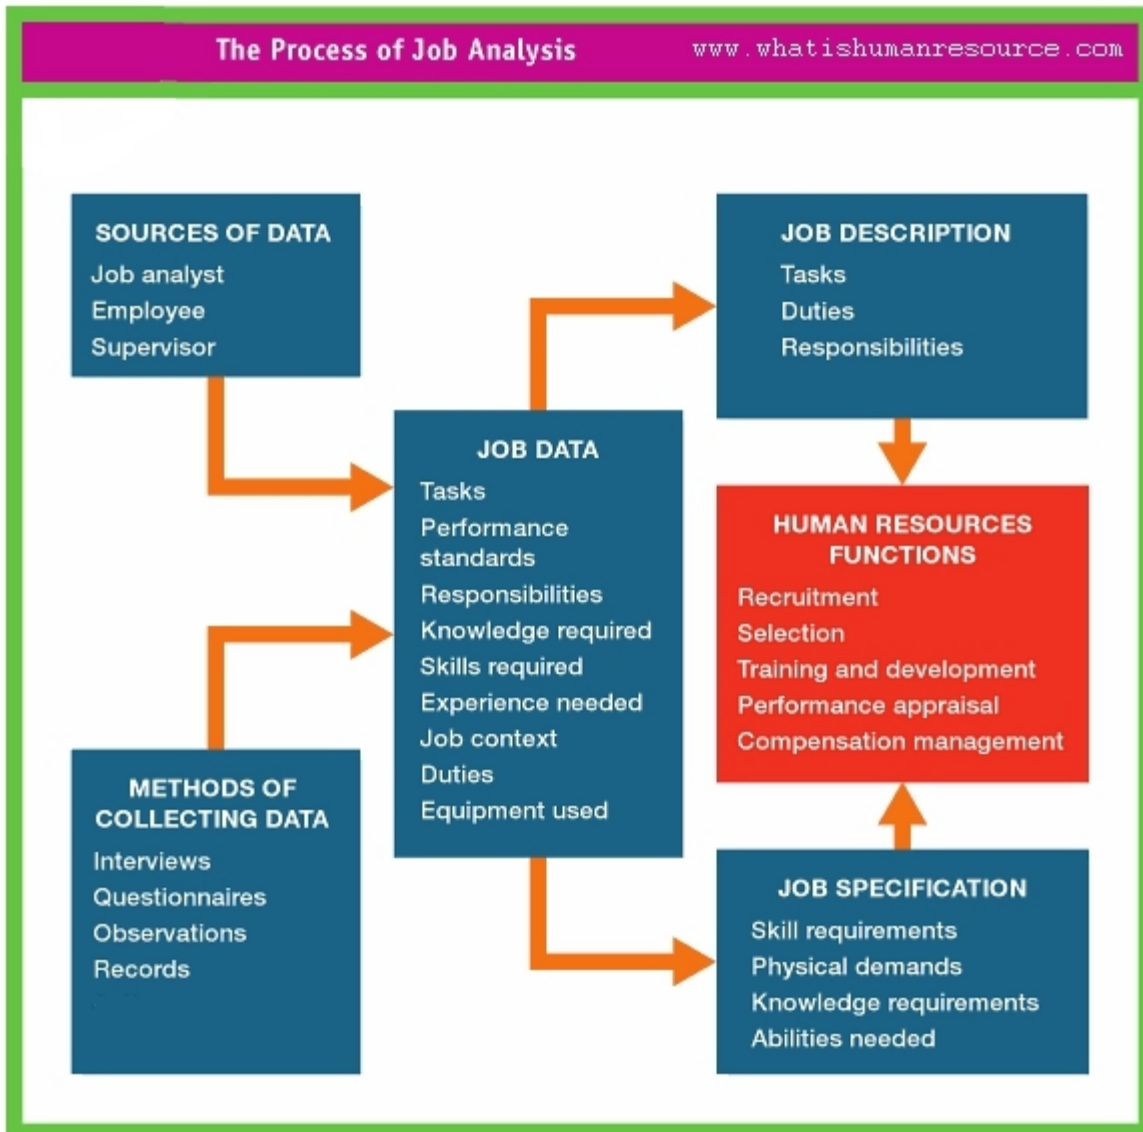 The Process of Job Analysis www.whatishumanresource.com
SOURCES OF DATA
Job analyst
Employee
Supervisor
METHODS OF
COLLECTING DATA
Interviews
Questionnaires
Observations
Records
JOB DATA
Tasks
Performance
standards
Responsibilities
Knowledge required
Skills required
Experience needed
Job context
Duties
Equipment used
JOB DESCRIPTION
Tasks
Duties
Responsibilities
HUMAN RESOURCES
FUNCTIONS
Recruitment
Selection
Training and development
Performance appraisal
Compensation management
JOB SPECIFICATION
Skill requirements
Physical demands
Knowledge requirements
Abilities needed